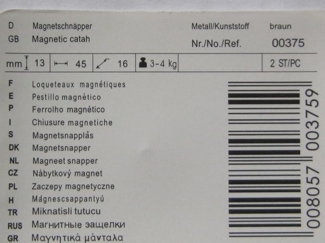 D Magnetschnäpper Metall/Kunststoff braun
GB Magnetic catah Nr./No./Ref. 00375
mm 13 45 16 3-4 kg 2 ST/PC
F Loqueteaux magnétiques
E Pestillo magnético
P Ferrolho magnético
I Chiusure magnetiche
S Magnetsnapplås
DK Magnetsnapper
NL Magneet snapper
CZ Nábytkový magnet
PL Zaczepy magnetyczne
H Mágnescsappantyú
TR Miknatisli tutucu
RUS Магнитные защелки
GR Μαγνητικά μάνταλα
008057 003759